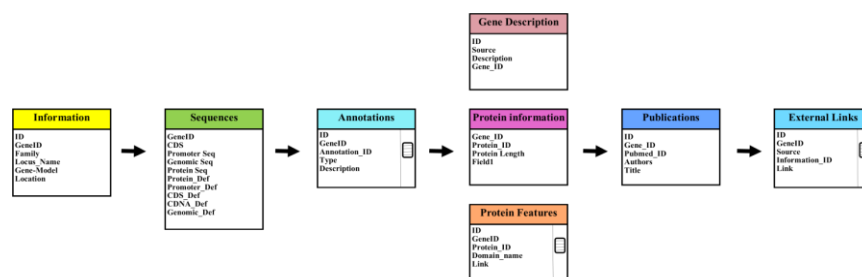 Gene Description
ID
Source
Description
Gene_ID
Information
ID
GeneID
Family
Locus_Name
Gene-Model
Location
Sequences
GeneID
CDS
Promoter Seq
Genomic Seq
Protein Seq
Protein_Def
Promoter_Def
CDS_Def
CDNA_Def
Genomic_Def
Annotations
ID
GeneID
Annotation_ID
Type
Description
Protein information
Gene_ID
Protein_ID
Protein Length
Field1
Publications
ID
Gene_ID
Pubmed_ID
Authors
Title
External Links
ID
GeneID
Source
Information_ID
Link
Protein Features
ID
GeneID
Protein_ID
Domain_name
Link